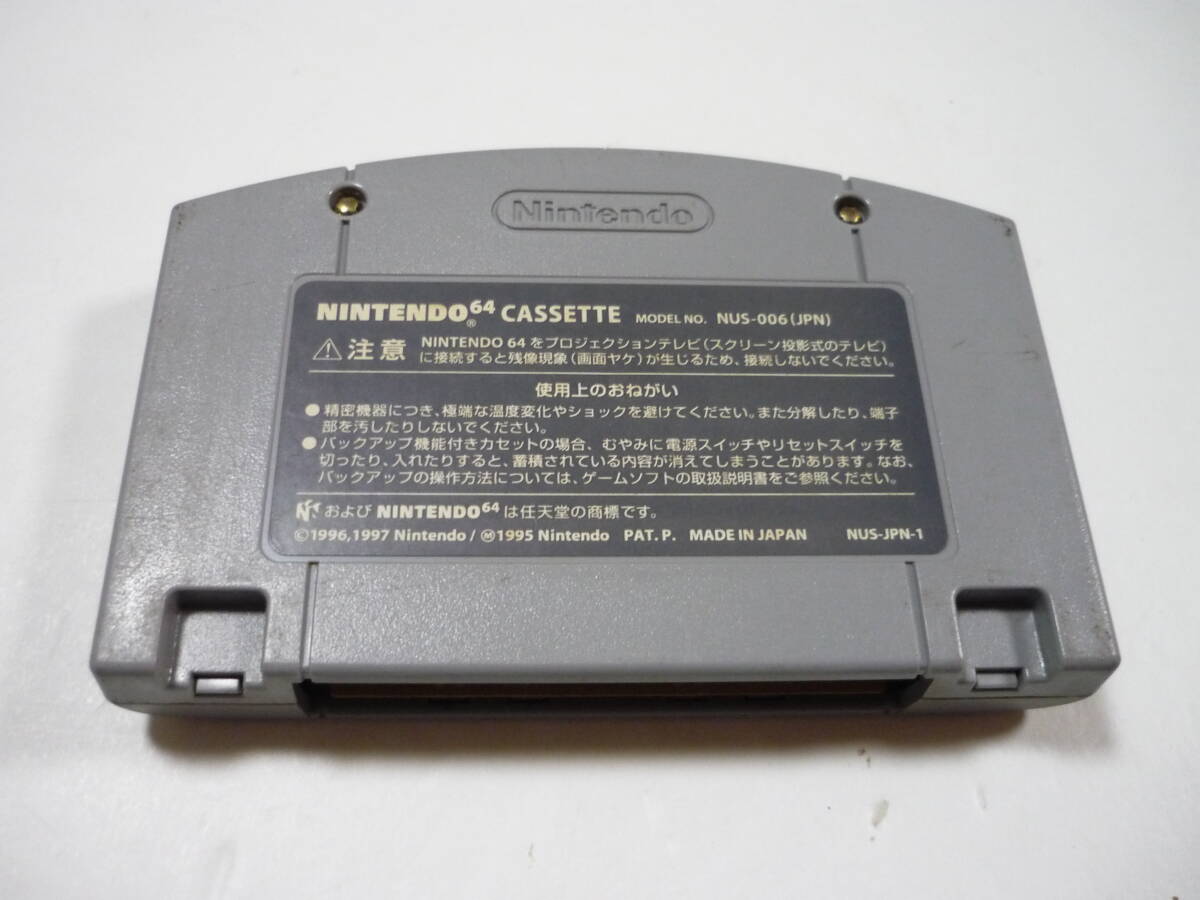 Nintendo
NINTENDO64® CASSETTE MODEL NO. NUS-006(JPN)
⚠注意 NINTENDO 64をプロジェクションテレビ(スクリーン投影式のテレビ)
に接続すると残像現象(画面ヤケ)が生じるため、接続しないでください。
使用上のおねがい
●精密機器につき、極端な温度変化やショックを避けてください。また分解したり、端子
部を汚したりしないでください。
●バックアップ機能付きカセットの場合、むやみに電源スイッチやリセットスイッチを
切ったり、入れたりすると、蓄積されている内容が消えてしまうことがあります。なお、
バックアップの操作方法については、ゲームソフトの取扱説明書をご参照ください。
および NINTENDO64 は任天堂の商標です。
©1996,1997 Nintendo/Ⓜ1995 Nintendo PAT.P. MADE IN JAPAN NUS-JPN-1